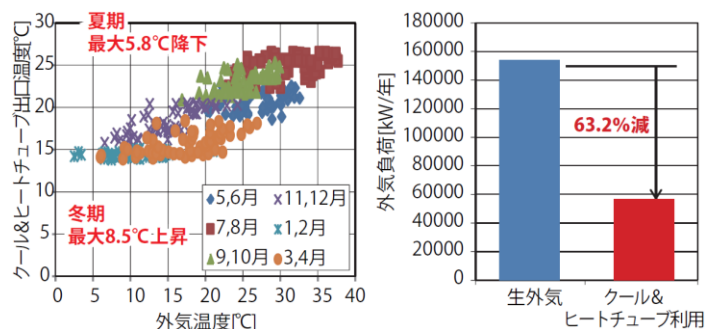 クール&ヒートチューブ出口温度[℃]
30
25
20
15
10
5
0
夏期
最大5.8℃降下
冬期
最大8.5℃上昇
5,6月
11,12月
7,8月
1,2月
9,10月
3,4月
0 5 10 15 20 25 30 35 40
外気温度[℃]
外気負荷[kW/年]
180000
160000
140000
120000
100000
80000
60000
40000
20000
0
63.2%減
生外気
クール&
ヒートチューブ利用